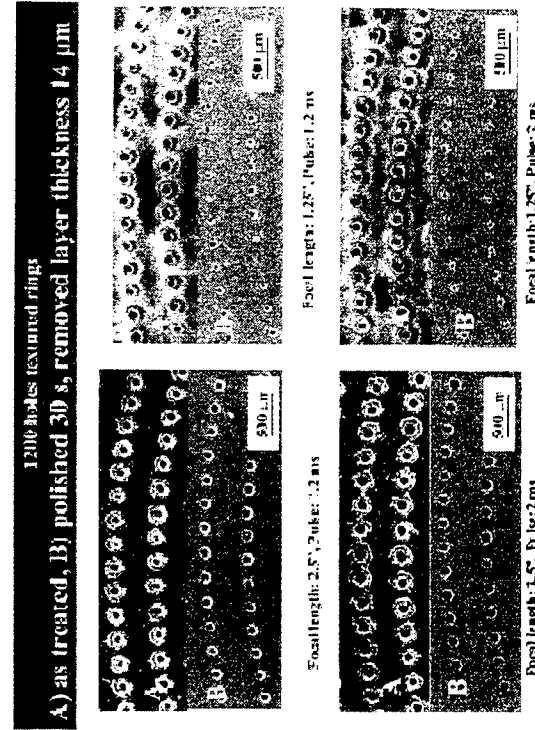 1200 holes textured rings
A) as treated, B) polished 30 s, removed layer thickness 14 µm
A
B
500 µm
B
500 µm
Focal length: 2.5", Pulse: 1.2 ms
Focal length: 1.25", Pulse: 1.2 ms
A
B
500 µm
B
500 µm
Focal length: 2.5", Pulse: 2 ms
Focal length: 1.25", Pulse: 2 ms